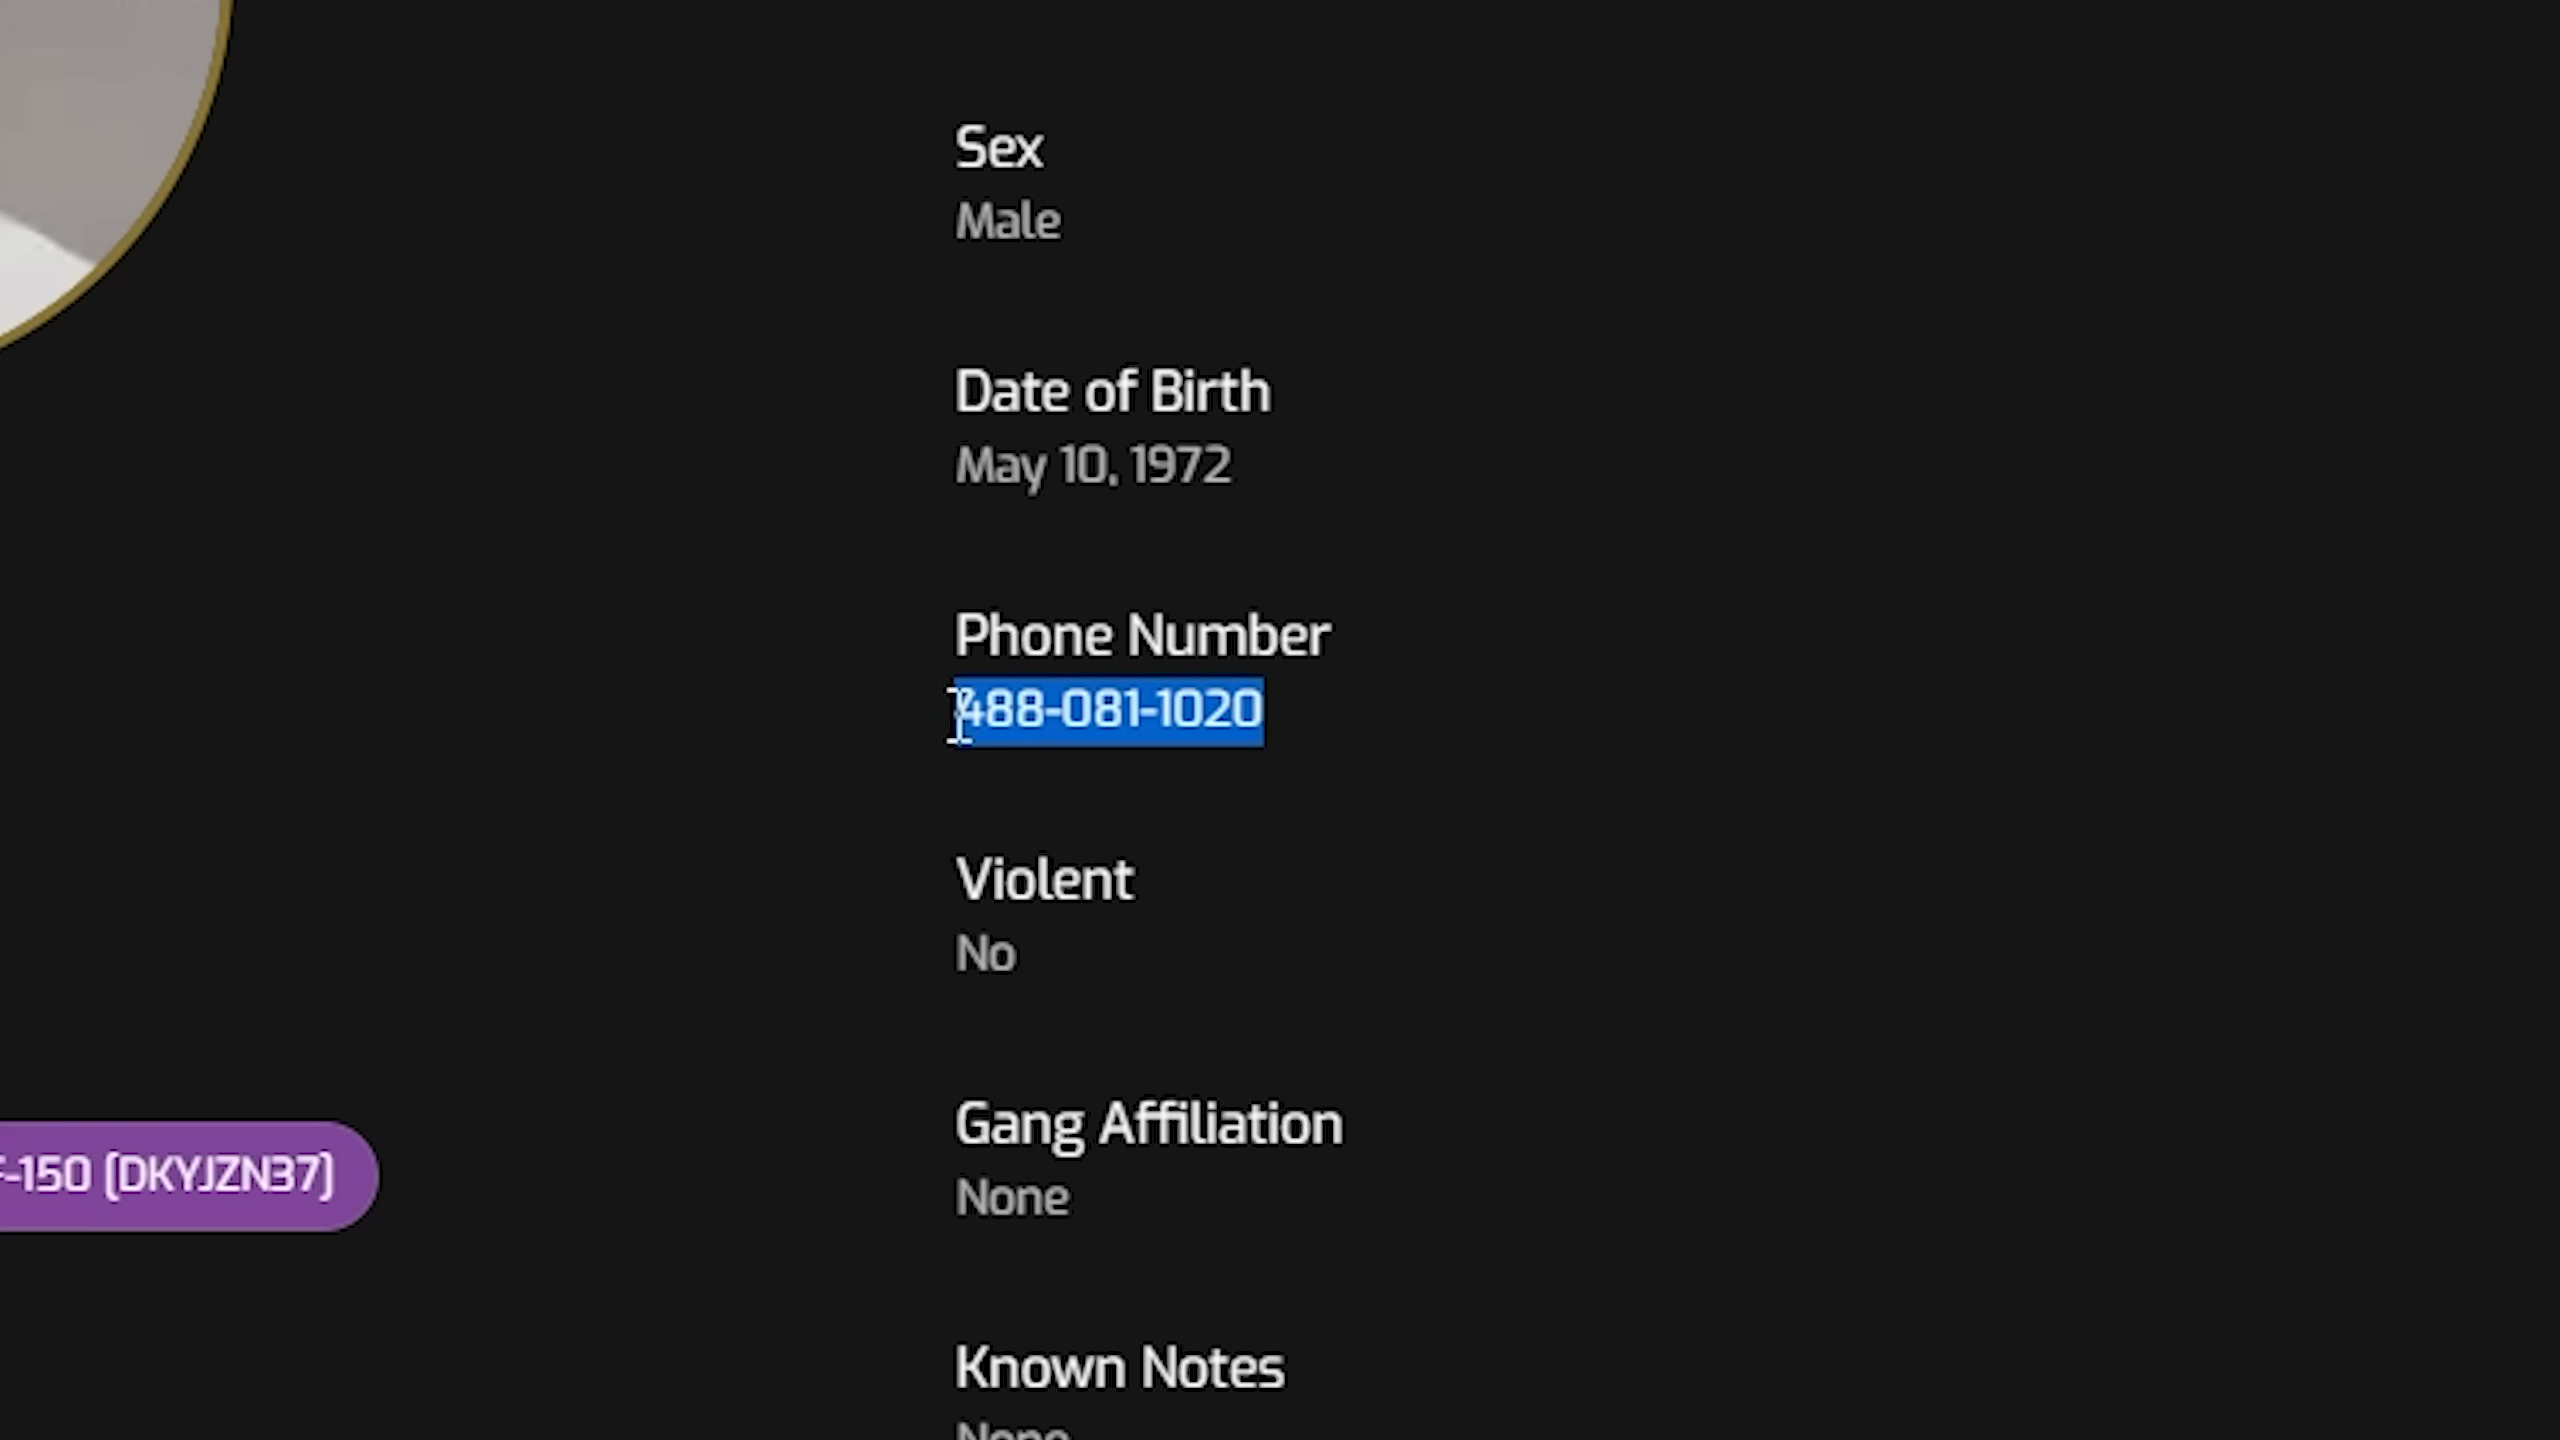 Sex
Male
Date of Birth
May 10, 1972
Phone Number
488-081-1020
Violent
No
F-150 [DKYJZN37]
Gang Affiliation
None
Known Notes
None